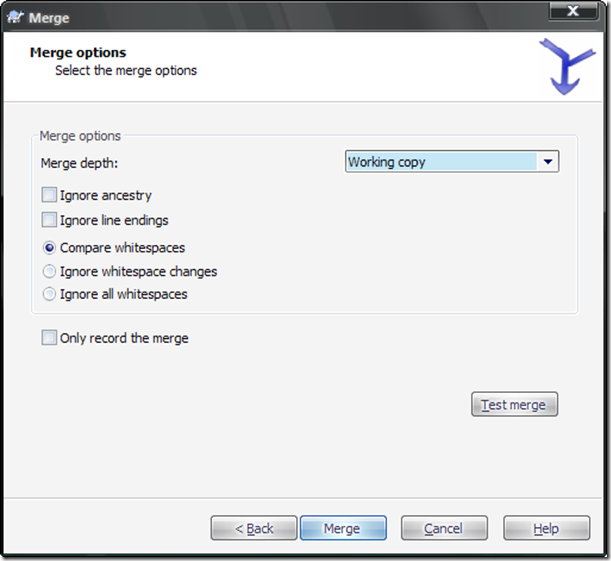 Merge
Merge options
Select the merge options
Merge options
Merge depth: Working copy
Ignore ancestry
Ignore line endings
Compare whitespaces
Ignore whitespace changes
Ignore all whitespaces
Only record the merge
Test merge
< Back Merge Cancel Help